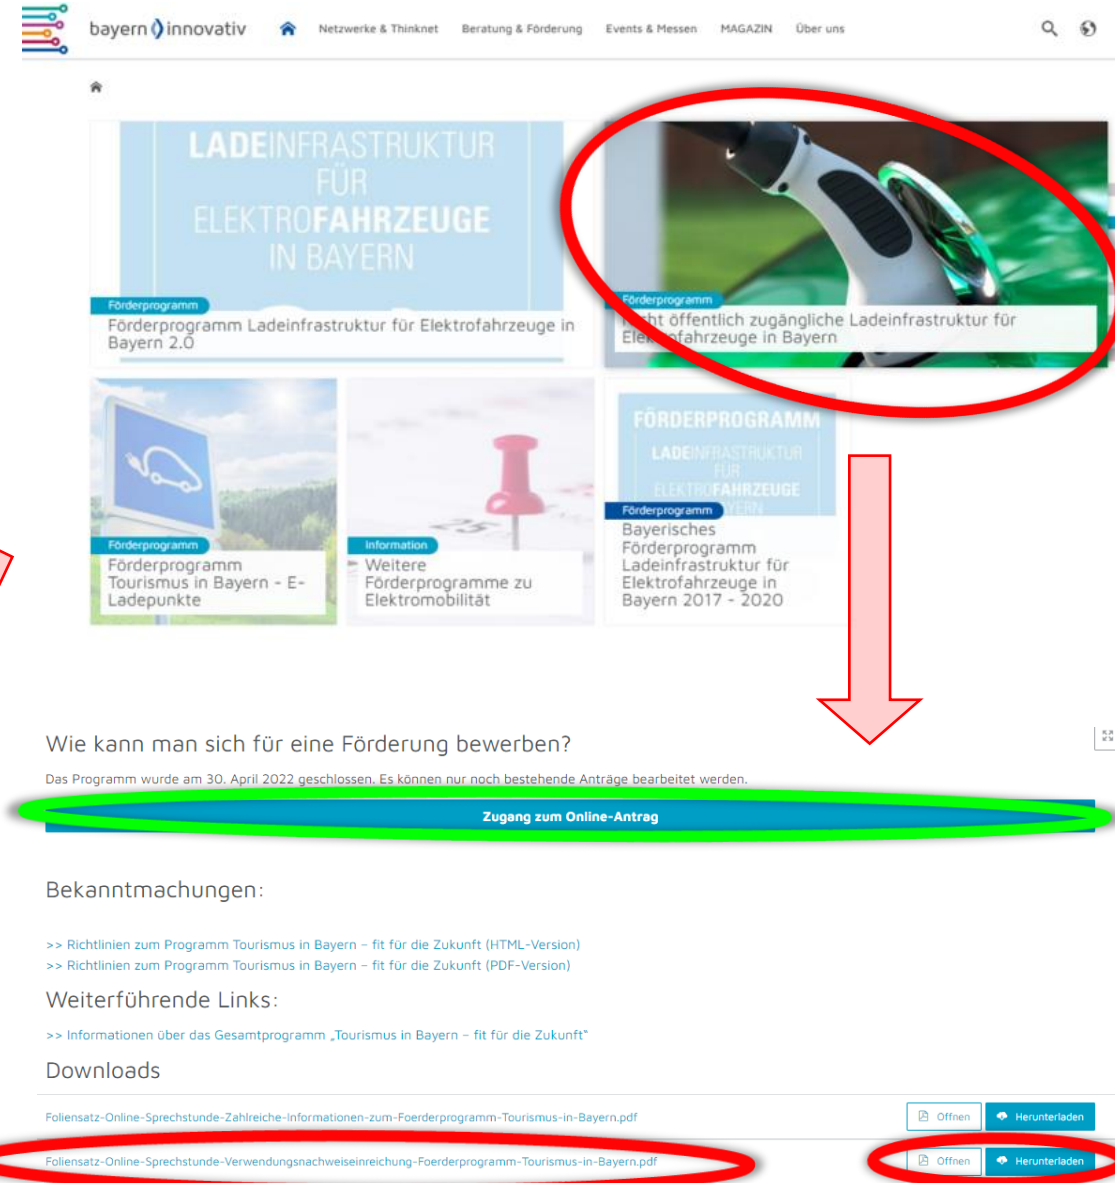 bayern innovativ
Netzwerke & Thinknet
Beratung & Förderung
Events & Messen
MAGAZIN
Über uns
LADEINFRASTRUKTUR
FÜR
ELEKTROFAHRZEUGE
IN BAYERN
Förderprogramm
Förderprogramm Ladeinfrastruktur für Elektrofahrzeuge in
Bayern 2.0
Förderprogramm
Nicht öffentlich zugängliche Ladeinfrastruktur für
Elektrofahrzeuge in Bayern
Förderprogramm
Förderprogramm
Tourismus in Bayern - E-
Ladepunkte
25
Information
Weitere
Förderprogramme zu
Elektromobilität
FÖRDERPROGRAMM
LADEINFRASTRUKTUR
FÜR
ELEKTROFAHRZEUGE
Förderprogramm
Bayerisches
Förderprogramm
Ladeinfrastruktur für
Elektrofahrzeuge in
Bayern 2017 - 2020
Wie kann man sich für eine Förderung bewerben?
Das Programm wurde am 30. April 2022 geschlossen. Es können nur noch bestehende Anträge bearbeitet werden.
Zugang zum Online-Antrag
Bekanntmachungen:
>> Richtlinien zum Programm Tourismus in Bayern – fit für die Zukunft (HTML-Version)
>> Richtlinien zum Programm Tourismus in Bayern – fit für die Zukunft (PDF-Version)
Weiterführende Links:
>> Informationen über das Gesamtprogramm „Tourismus in Bayern – fit für die Zukunft“
Downloads
Foliensatz-Online-Sprechstunde-Zahlreiche-Informationen-zum-Foerderprogramm-Tourismus-in-Bayern.pdf
Öffnen
Herunterladen
Foliensatz-Online-Sprechstunde-Verwendungsnachweiseinreichung-Foerderprogramm-Tourismus-in-Bayern.pdf
Öffnen
Herunterladen